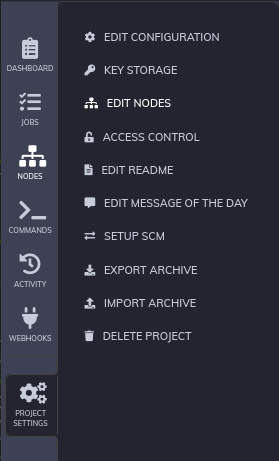 DASHBOARD
JOBS
NODES
COMMANDS
ACTIVITY
WEBHOOKS
PROJECT
SETTINGS
EDIT CONFIGURATION
KEY STORAGE
EDIT NODES
ACCESS CONTROL
EDIT README
EDIT MESSAGE OF THE DAY
SETUP SCM
EXPORT ARCHIVE
IMPORT ARCHIVE
DELETE PROJECT